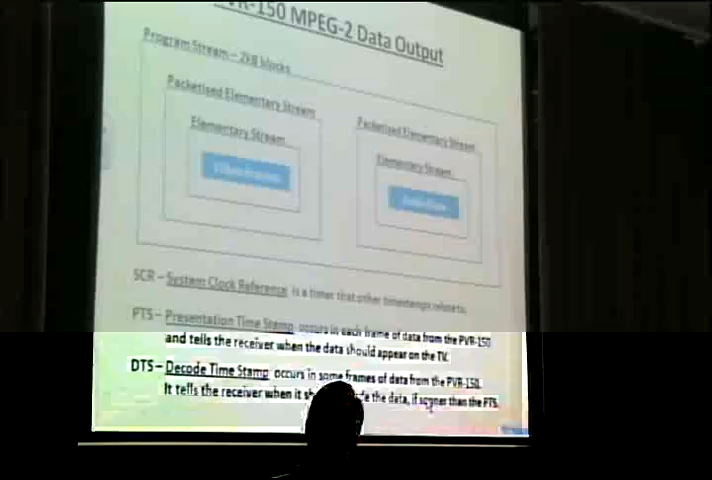 VR-150 MPEG-2 Data Output
Program Stream – 2kB blocks
Packetised Elementary Stream
Elementary Stream
Packetised Elementary Stream
Elementary Stream
SCR – System Clock Reference is a timer that other timestamps relate to.
PTS – Presentation Time Stamp occurs in each frame of data from the PVR-150
and tells the receiver when the data should appear on the TV.
DTS – Decode Time Stamp occurs in some frames of data from the PVR-150.
It tells the receiver when it the data, if sooner than the PTS.